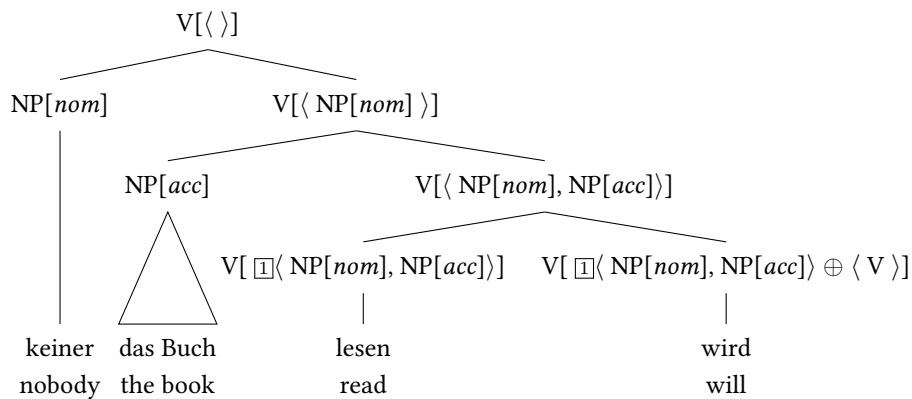 V[⟨ ⟩]
NP[nom] V[⟨ NP[nom] ⟩]
NP[acc] V[⟨ NP[nom], NP[acc]⟩]
V[ 1⟨ NP[nom], NP[acc]⟩] V[ 1⟨ NP[nom], NP[acc]⟩ ⊕ ⟨ V ⟩]
keiner das Buch lesen wird
nobody the book read will